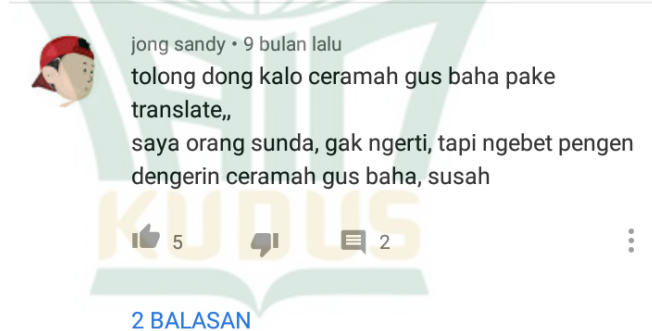 jong sandy • 9 bulan lalu
tolong dong kalo ceramah gus baha pake
translate,,
saya orang sunda, gak ngerti, tapi ngebet pengen
dengerin ceramah gus baha, susah
5 2
KUDUS
2 BALASAN